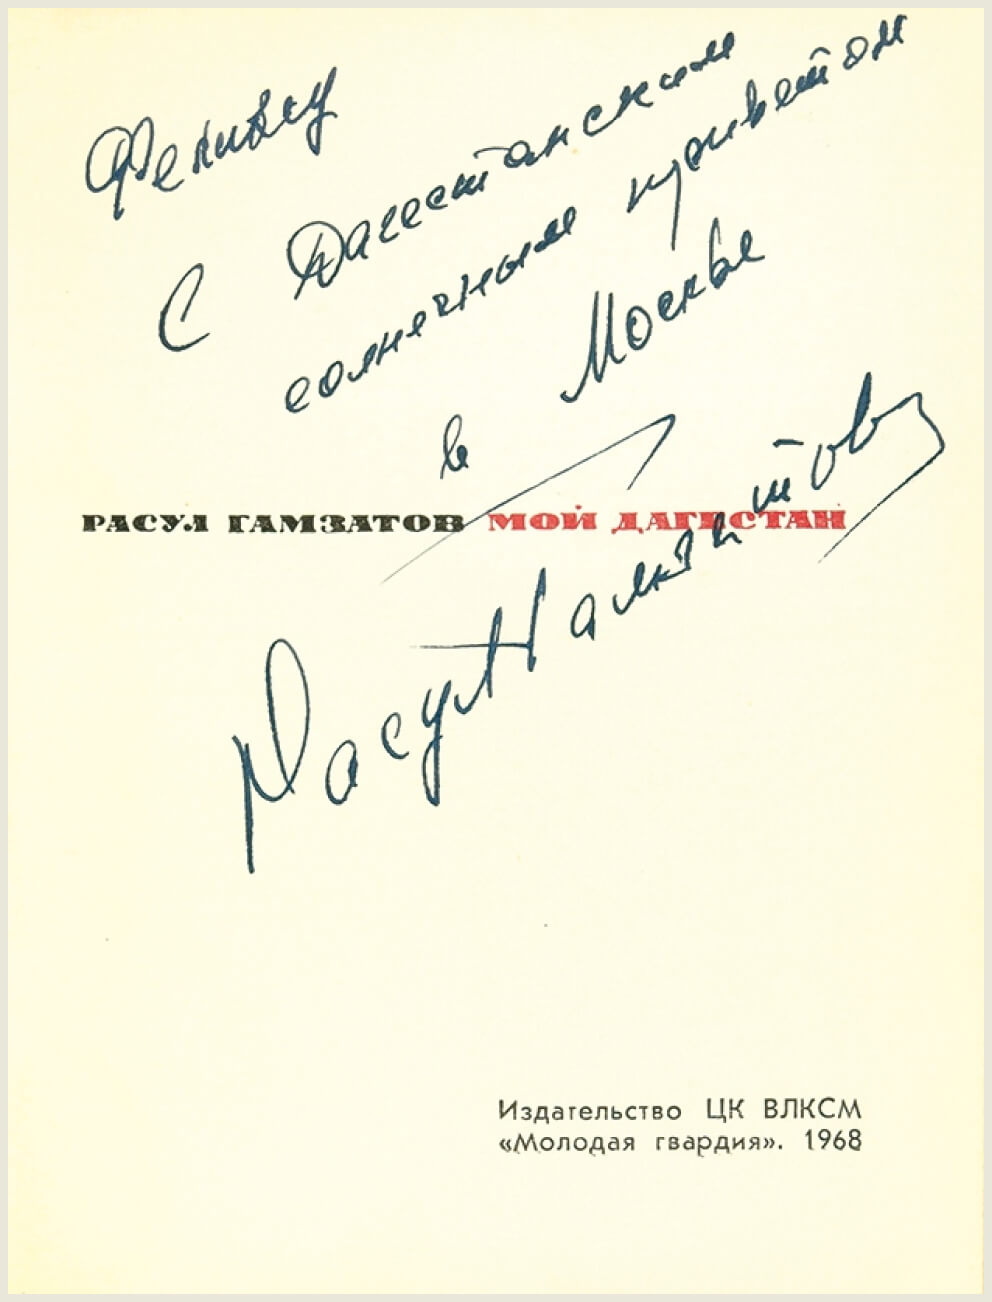 Феликсу
С Дагестанским
солнечным приветом
в Москве
РАСУЛ ГАМЗАТОВ МОЙ ДАГЕСТАН
Расул Гамзатов
Издательство ЦК ВЛКСМ
«Молодая гвардия». 1968